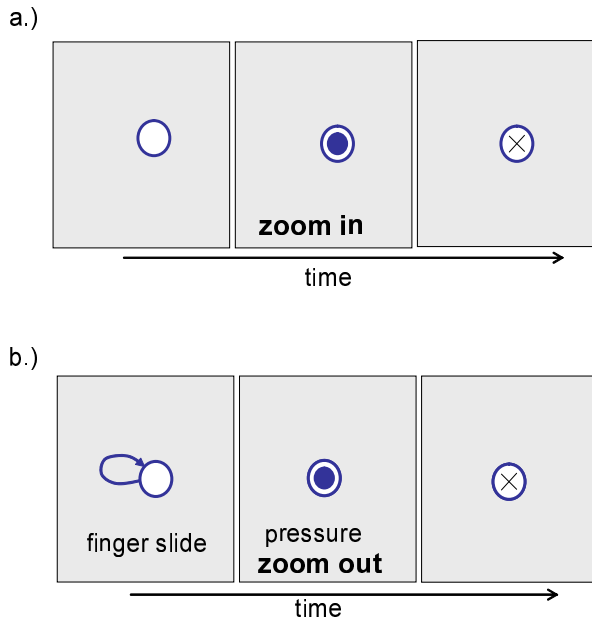 a.)
zoom in
time
b.)
finger slide
pressure
zoom out
time